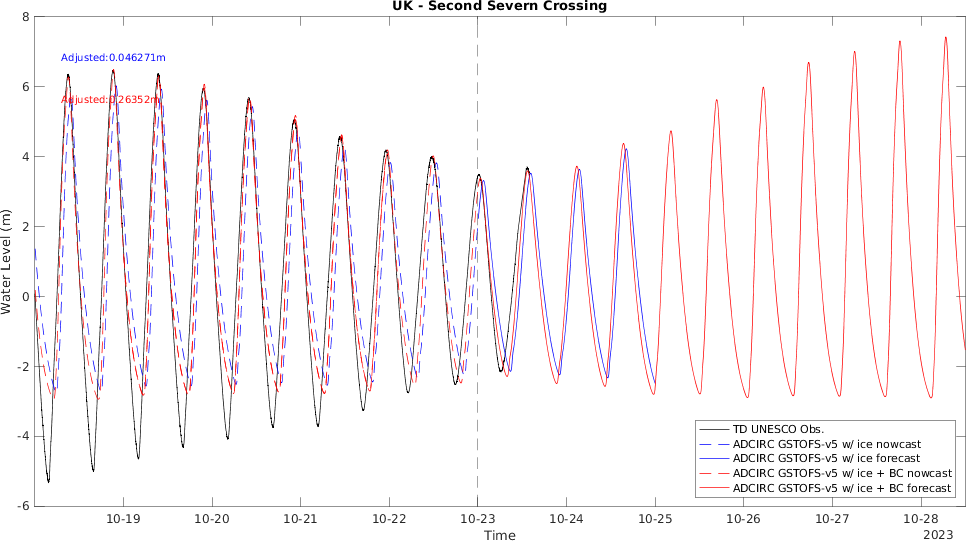 UK - Second Severn Crossing
Adjusted:0.046271m
Adjusted:0.26352m
Water Level (m)
8
6
4
2
0
-2
-4
-6
10-19 10-20 10-21 10-22 10-23 10-24 10-25 10-26 10-27 10-28
2023
Time
TD UNESCO Obs.
ADCIRC GSTOFS-v5 w/ ice nowcast
ADCIRC GSTOFS-v5 w/ ice forecast
ADCIRC GSTOFS-v5 w/ ice + BC nowcast
ADCIRC GSTOFS-v5 w/ ice + BC forecast